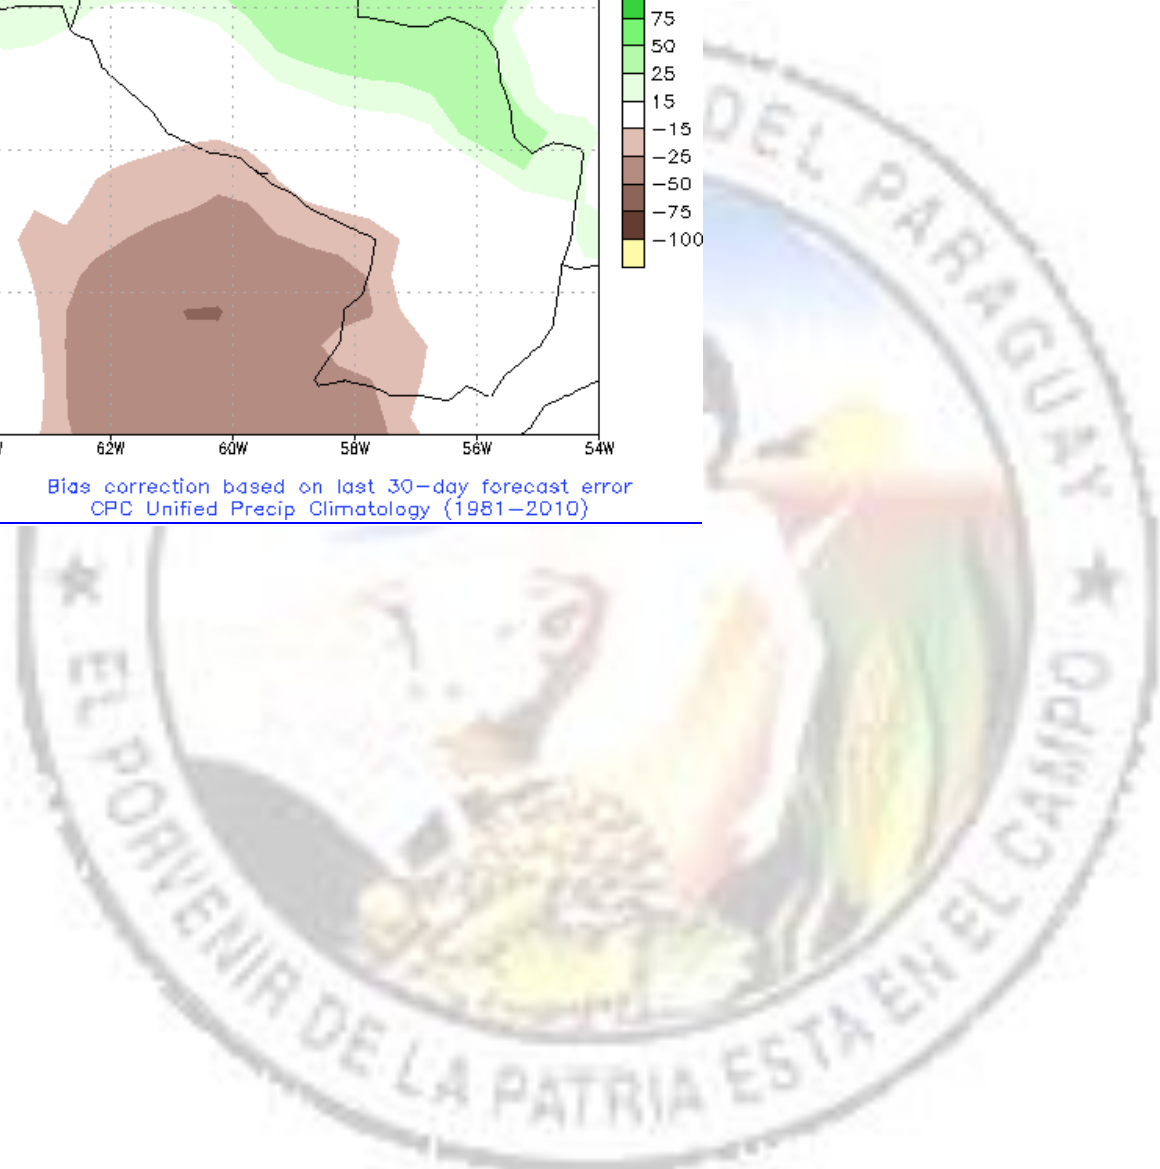 75
50
25
15
−15
−25
−50
−75
−100
62W 60W 58W 56W 54W
Bias correction based on last 30−day forecast error
CPC Unified Precip Climatology (1981−2010)
DEL PARAGUAY
★ EL PORVENIR DE LA PATRIA ESTA EN EL CAMPO ★